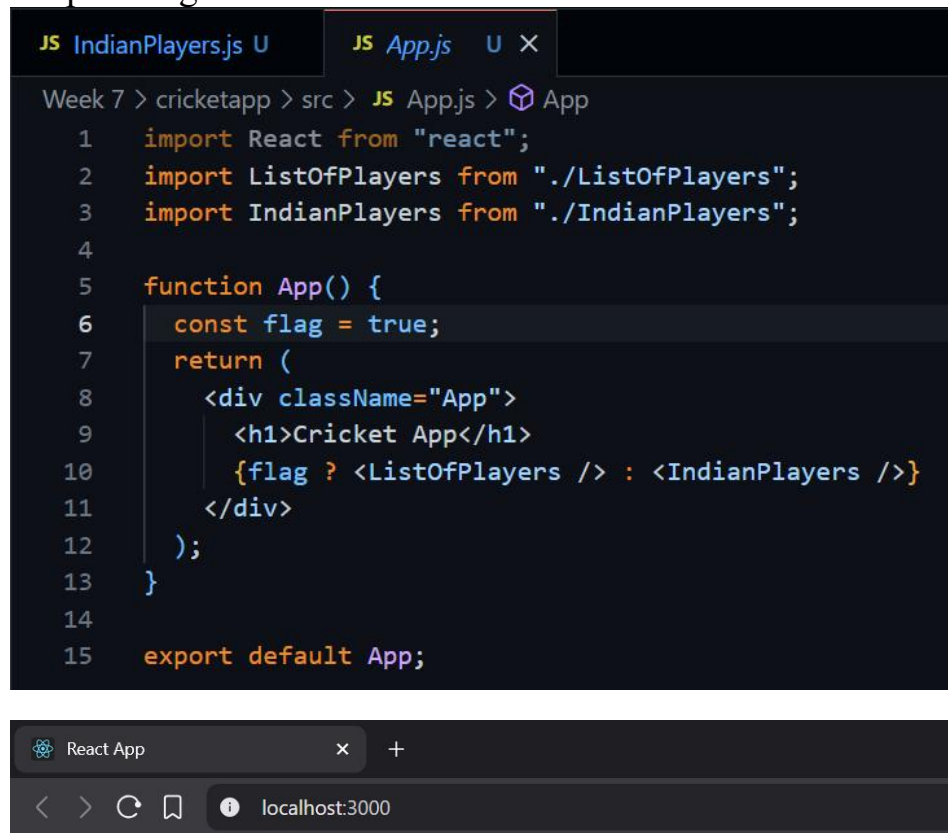 JS IndianPlayers.js U JS App.js U ×
Week 7 > cricketapp > src > JS App.js > App
1 import React from "react";
2 import ListOfPlayers from "./ListOfPlayers";
3 import IndianPlayers from "./IndianPlayers";
4
5 function App() {
6 const flag = true;
7 return (
8 <div className="App">
9 <h1>Cricket App</h1>
10 {flag ? <ListOfPlayers /> : <IndianPlayers />}
11 </div>
12 );
13 }
14
15 export default App;
React App × +
localhost:3000